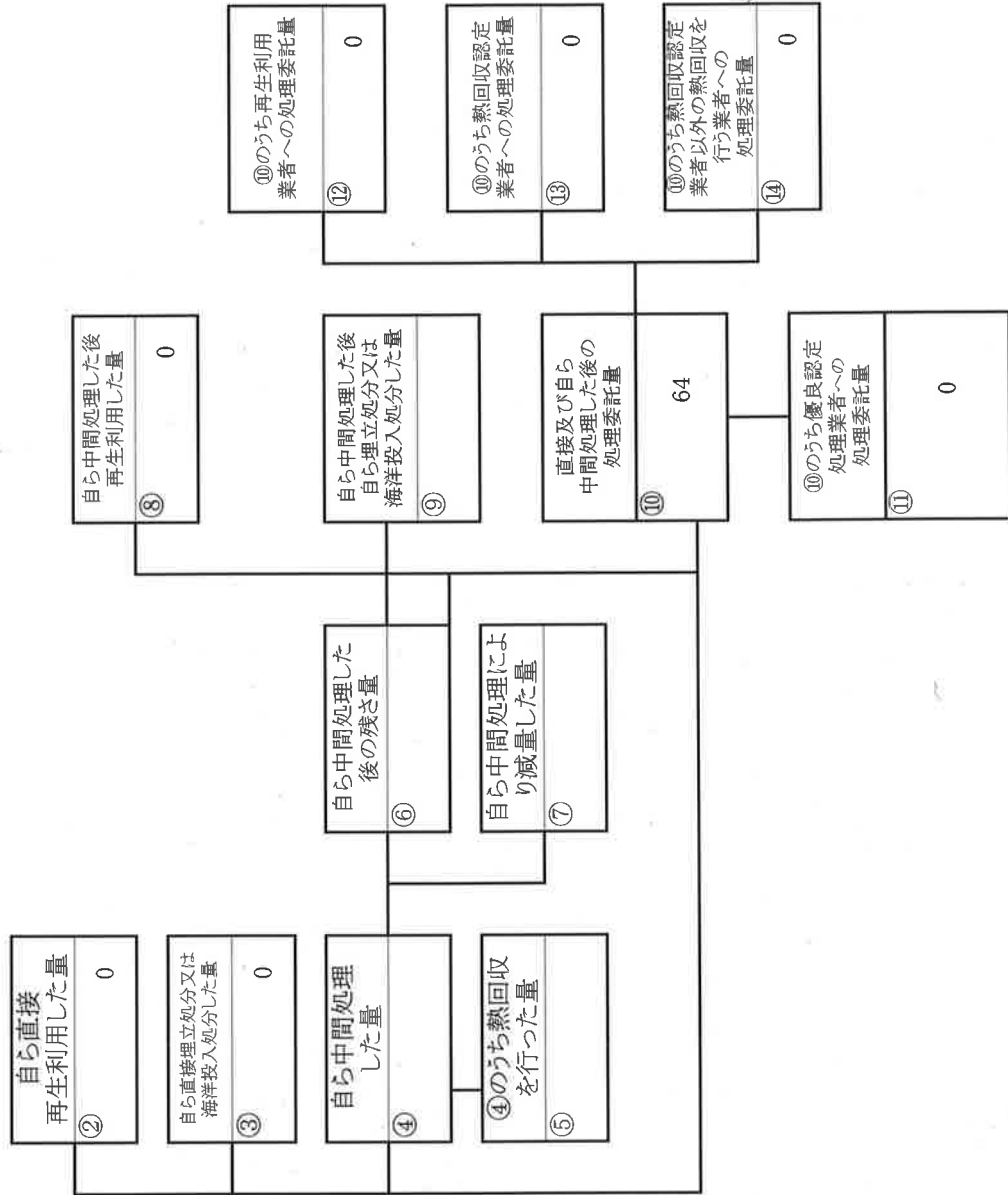 自ら直接
再生利用した量
②
0
自ら直接埋立処分又は
海洋投入処分した量
③
0
自ら中間処理
した量
④
④のうち熱回収
を行った量
⑤
自ら中間処理した
後の残さ量
⑥
自ら中間処理によ
り減量した量
⑦
自ら中間処理した後
再生利用した量
⑧
0
自ら中間処理した後
自ら埋立処分又は
海洋投入処分した量
⑨
直接及び自ら
中間処理した後の
処理委託量
⑩
64
⑩のうち優良認定
処理業者への
処理委託量
⑪
0
⑩のうち再生利用
業者への処理委託量
⑫
0
⑩のうち熱回収認定
業者への処理委託量
⑬
0
⑩のうち熱回収認定
業者以外の熱回収を
行う業者への
処理委託量
⑭
0